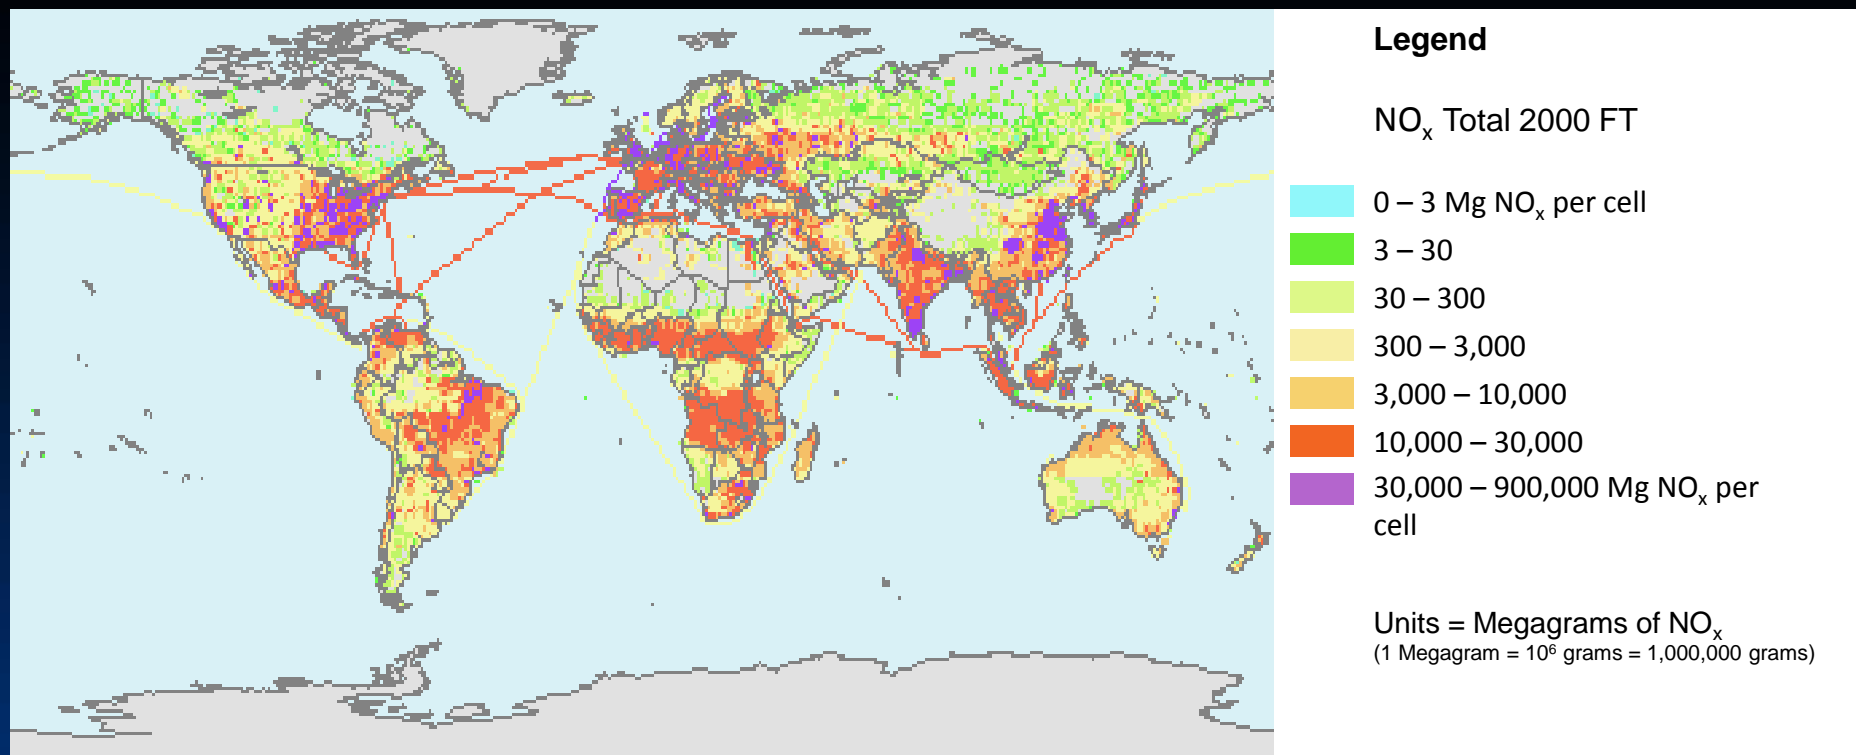 Legend
NOx Total 2000 FT
0 – 3 Mg NOx per cell
3 – 30
30 – 300
300 – 3,000
3,000 – 10,000
10,000 – 30,000
30,000 – 900,000 Mg NOx per
cell
Units = Megagrams of NOx
(1 Megagram = 10⁶ grams = 1,000,000 grams)